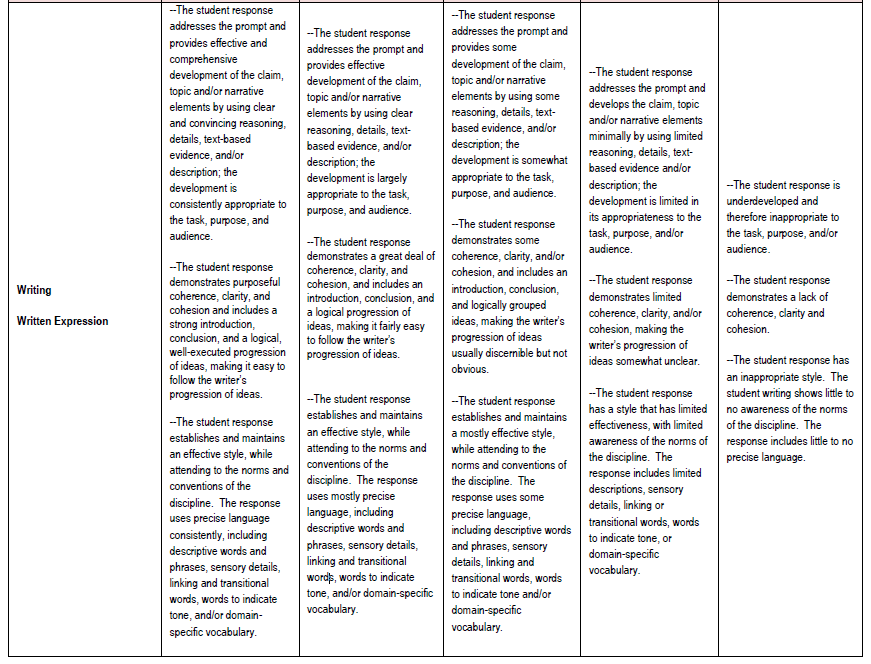 Writing
Written Expression
--The student response
addresses the prompt and
provides effective and
comprehensive
development of the claim,
topic and/or narrative
elements by using clear
and convincing reasoning,
details, text-based
evidence, and/or
description; the
development is
consistently appropriate to
the task, purpose, and
audience.
--The student response
demonstrates purposeful
coherence, clarity, and
cohesion and includes a
strong introduction,
conclusion, and a logical,
well-executed progression
of ideas, making it easy to
follow the writer's
progression of ideas.
--The student response
establishes and maintains
an effective style, while
attending to the norms and
conventions of the
discipline. The response
uses precise language
consistently, including
descriptive words and
phrases, sensory details,
linking and transitional
words, words to indicate
tone, and/or domain-
specific vocabulary.
--The student response
addresses the prompt and
provides effective
development of the claim,
topic and/or narrative
elements by using clear
reasoning, details, text-
based evidence, and/or
description; the
development is largely
appropriate to the task,
purpose, and audience.
--The student response
demonstrates a great deal of
coherence, clarity, and
cohesion, and includes an
introduction, conclusion, and
a logical progression of
ideas, making it fairly easy
to follow the writer's
progression of ideas.
--The student response
establishes and maintains
an effective style, while
attending to the norms and
conventions of the
discipline. The response
uses mostly precise
language, including
descriptive words and
phrases, sensory details,
linking and transitional
words, words to indicate
tone, and/or domain-specific
vocabulary.
--The student response
addresses the prompt and
provides some
development of the claim,
topic and/or narrative
elements by using some
reasoning, details, text-
based evidence, and/or
description; the
development is somewhat
appropriate to the task,
purpose, and audience.
--The student response
demonstrates some
coherence, clarity, and/or
cohesion, and includes an
introduction, conclusion,
and logically grouped
ideas, making the writer's
progression of ideas
usually discernible but not
obvious.
--The student response
establishes and maintains
a mostly effective style,
while attending to the
norms and conventions of
the discipline. The
response uses some
precise language,
including descriptive words
and phrases, sensory
details, linking and
transitional words, words
to indicate tone and/or
domain-specific
vocabulary.
--The student response
addresses the prompt and
develops the claim, topic
and/or narrative elements
minimally by using limited
reasoning, details, text-
based evidence and/or
description; the
development is limited in
its appropriateness to the
task, purpose, and/or
audience.
--The student response
demonstrates limited
coherence, clarity, and/or
cohesion, making the
writer's progression of
ideas somewhat unclear.
--The student response
has a style that has limited
effectiveness, with limited
awareness of the norms of
the discipline. The
response includes limited
descriptions, sensory
details, linking or
transitional words, words
to indicate tone, or
domain-specific
vocabulary.
--The student response is
underdeveloped and
therefore inappropriate to
the task, purpose, and/or
audience.
--The student response
demonstrates a lack of
coherence, clarity and
cohesion.
--The student response has
an inappropriate style. The
student writing shows little to
no awareness of the norms
of the discipline. The
response includes little to no
precise language.